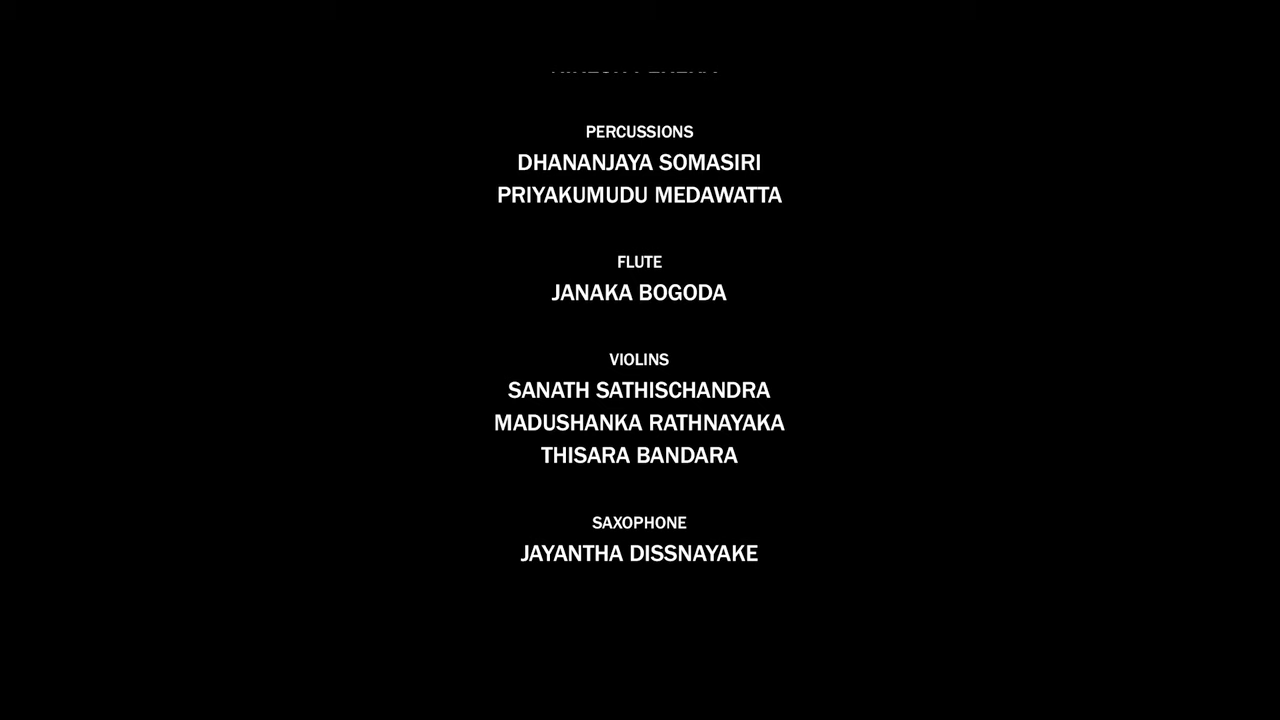 PERCUSSIONS
DHANANJAYA SOMASIRI
PRIYAKUMUDU MEDAWATTA
FLUTE
JANAKA BOGODA
VIOLINS
SANATH SATHISCHANDRA
MADUSHANKA RATHNAYAKA
THISARA BANDARA
SAXOPHONE
JAYANTHA DISSNAYAKE